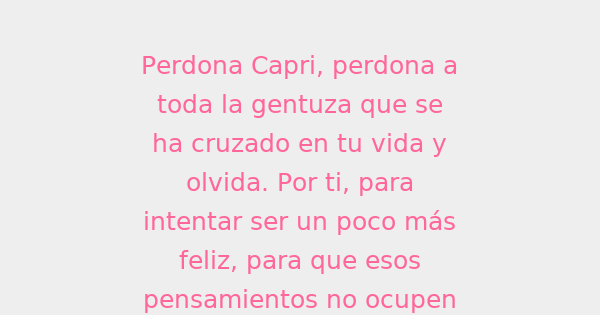 Perdona Capri, perdona a
toda la gentuza que se
ha cruzado en tu vida y
olvida. Por ti, para
intentar ser un poco más
feliz, para que esos
pensamientos no ocupen